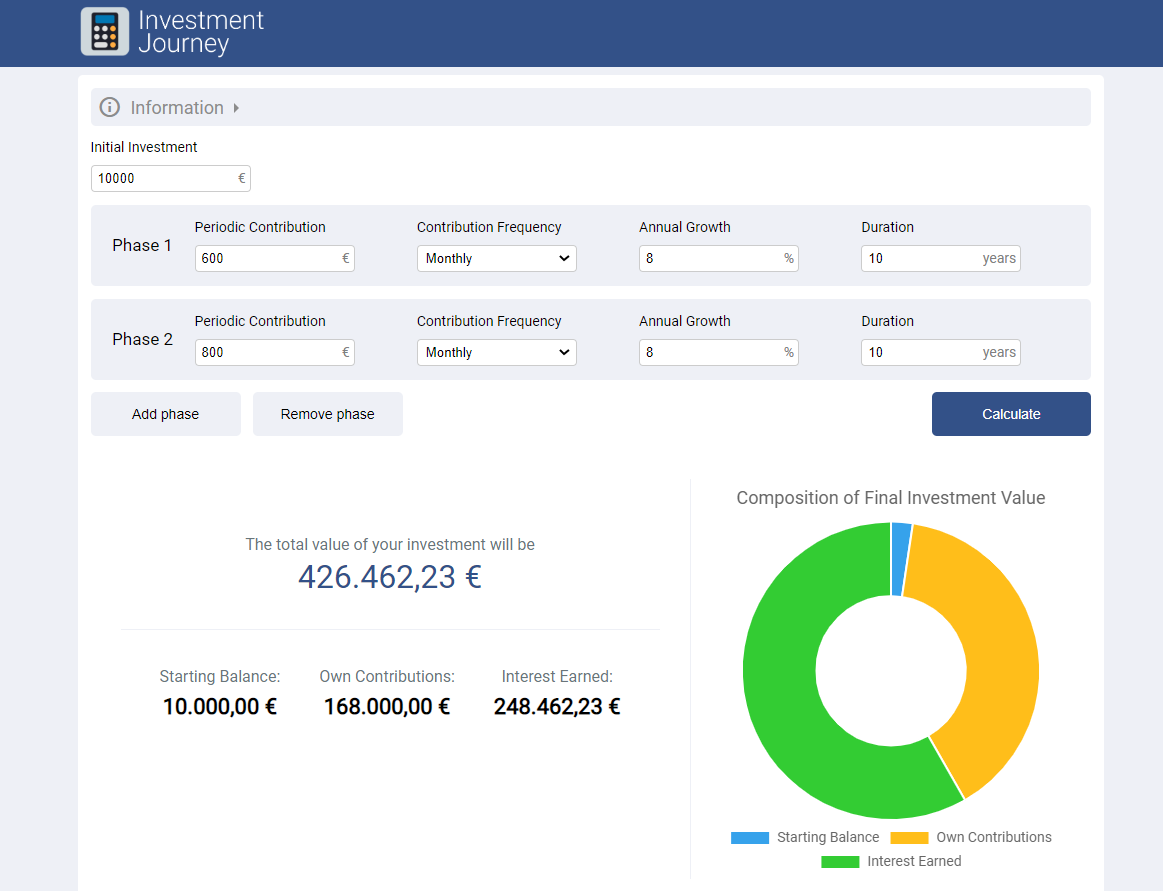 Investment
Journey
Information
Initial Investment
10000 €
Phase 1
Periodic Contribution
600 €
Contribution Frequency
Monthly
Annual Growth
8 %
Duration
10 years
Phase 2
Periodic Contribution
800 €
Contribution Frequency
Monthly
Annual Growth
8 %
Duration
10 years
Add phase
Remove phase
Calculate
The total value of your investment will be
426.462,23 €
Starting Balance:
10.000,00 €
Own Contributions:
168.000,00 €
Interest Earned:
248.462,23 €
Composition of Final Investment Value
Starting Balance
Own Contributions
Interest Earned